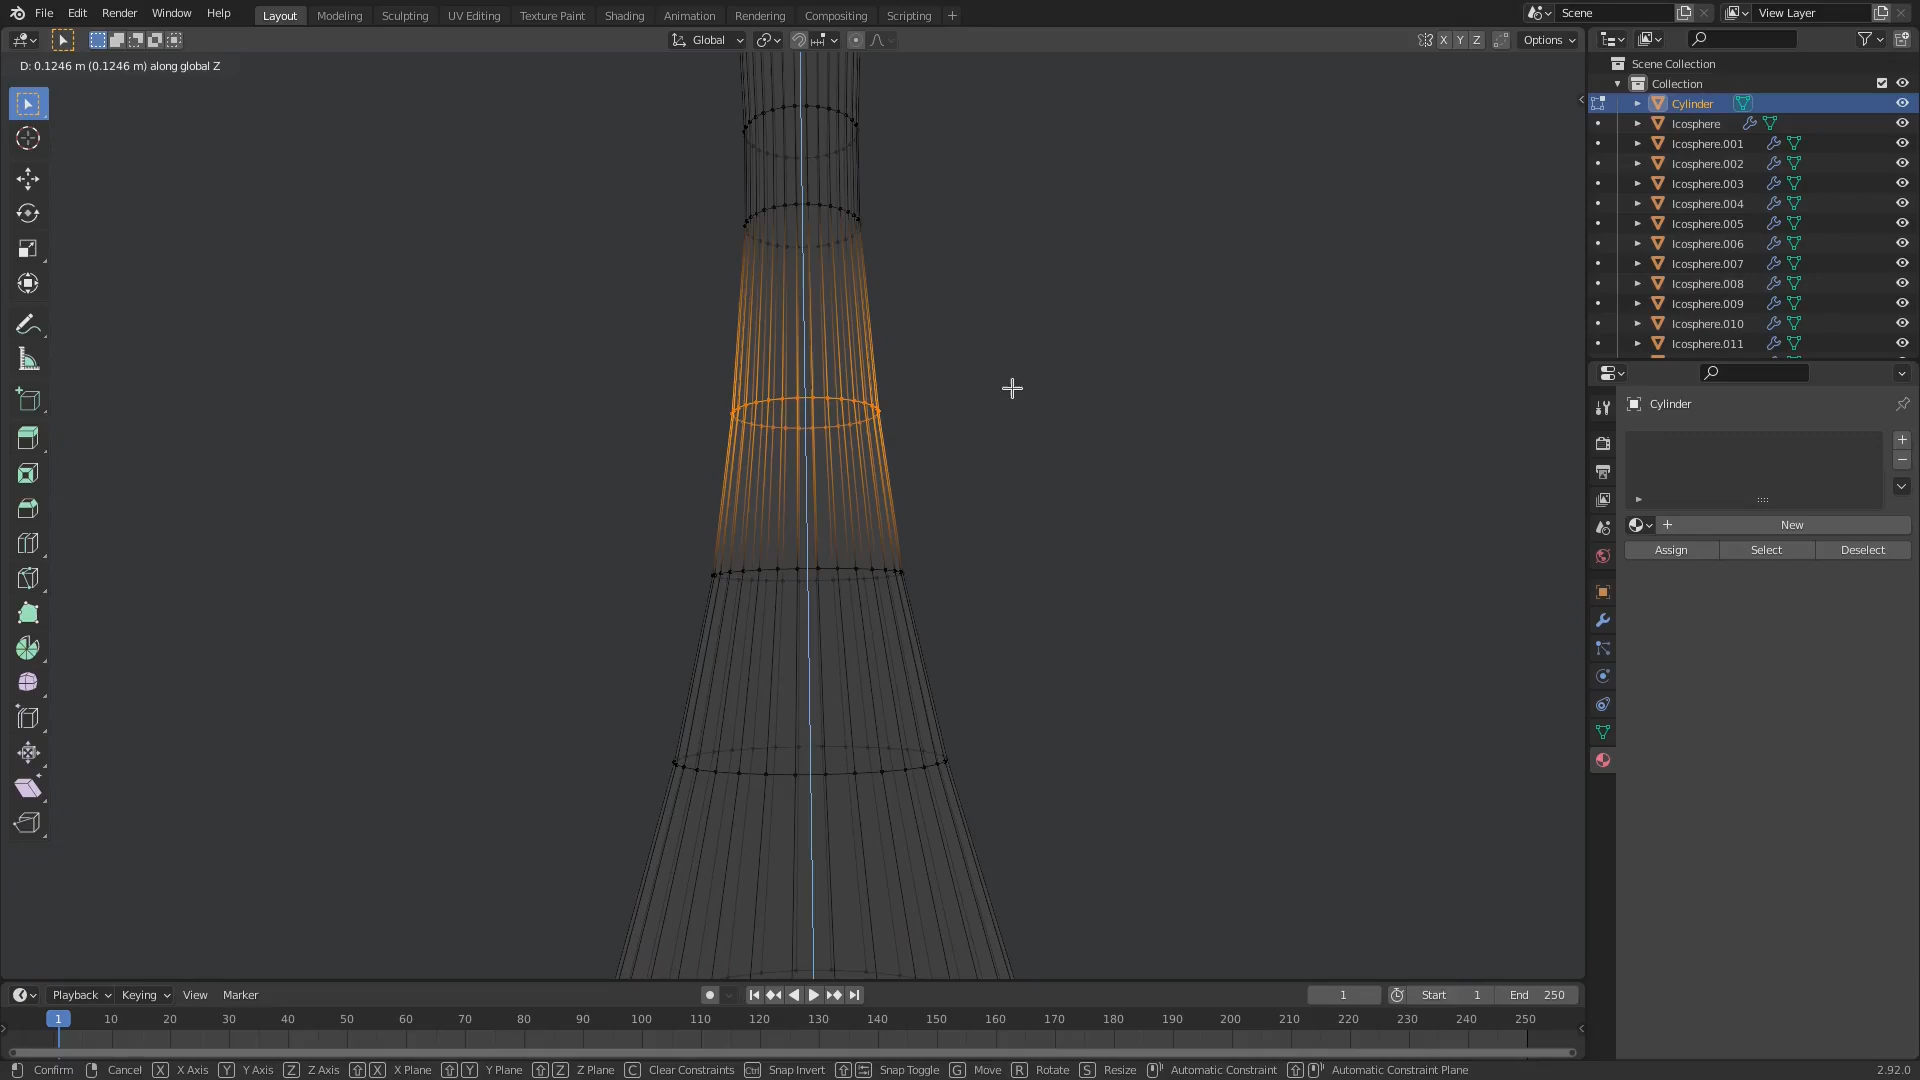 File Edit Render Window Help Layout Modeling Sculpting UV Editing Texture Paint Shading Animation Rendering Compositing Scripting + Scene View Layer
Global X Y Z Options
D: 0.1246 m (0.1246 m) along global Z
Scene Collection
Collection
Cylinder
Icosphere
Icosphere.001
Icosphere.002
Icosphere.003
Icosphere.004
Icosphere.005
Icosphere.006
Icosphere.007
Icosphere.008
Icosphere.009
Icosphere.010
Icosphere.011
Cylinder
New
Assign Select Deselect
Playback Keying View Marker 1 Start 1 End 250
1 10 20 30 40 50 60 70 80 90 100 110 120 130 140 150 160 170 180 190 200 210 220 230 240 250
Confirm Cancel X X Axis Y Y Axis Z Z Axis X X Plane Y Y Plane Z Z Plane C Clear Constraints Ctrl Snap Invert Snap Toggle G Move R Rotate S Resize Automatic Constraint Automatic Constraint Plane 2.92.0